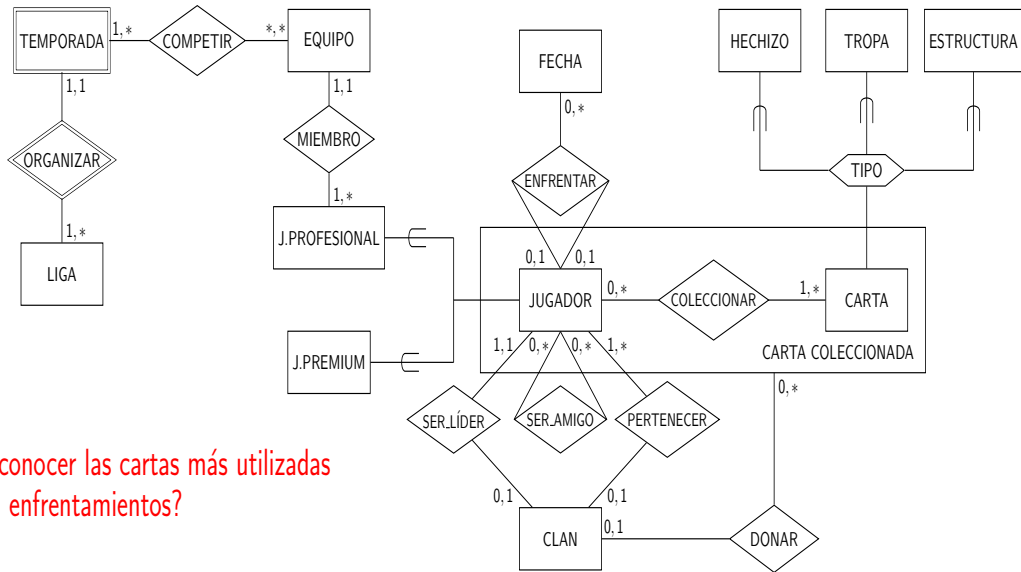 TEMPORADA 1,∗ COMPETIR ∗,∗ EQUIPO
FECHA
HECHIZO TROPA ESTRUCTURA
1,1
1,1
0,∗
ORGANIZAR
MIEMBRO
ENFRENTAR
TIPO
1,∗
1,∗
LIGA
J.PROFESIONAL
0,1 0,1
JUGADOR 0,∗ COLECCIONAR 1,∗ CARTA
CARTA COLECCIONADA
J.PREMIUM
1,1 0,∗ 0,∗ 1,∗
0,∗
SER_LÍDER SER_AMIGO PERTENECER
conocer las cartas más utilizadas
enfrentamientos?
0,1 0,1
CLAN 0,1 DONAR